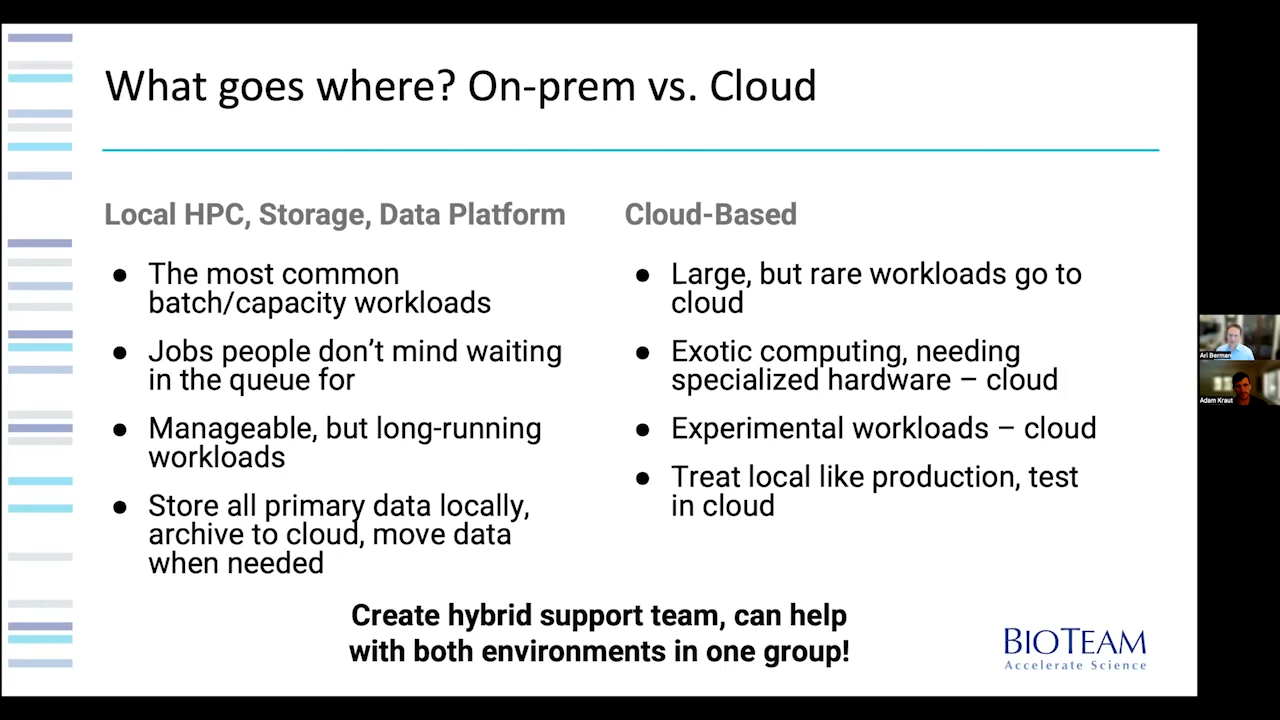 What goes where? On-prem vs. Cloud
Local HPC, Storage, Data Platform
● The most common
batch/capacity workloads
● Jobs people don’t mind waiting
in the queue for
● Manageable, but long-running
workloads
● Store all primary data locally,
archive to cloud, move data
when needed
Cloud-Based
● Large, but rare workloads go to
cloud
● Exotic computing, needing
specialized hardware – cloud
● Experimental workloads – cloud
● Treat local like production, test
in cloud
Create hybrid support team, can help
with both environments in one group!
BIOTEAM
Accelerate Science
Ari Berman
Adam Kraut